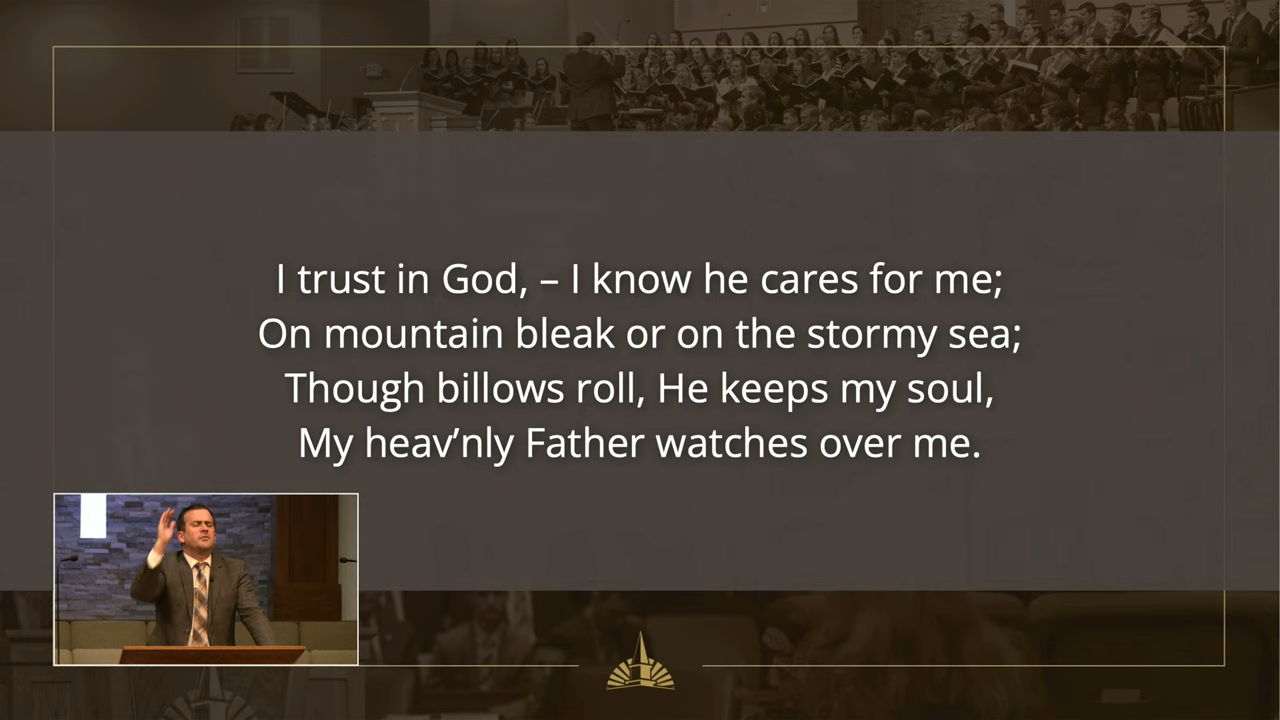 I trust in God, – I know he cares for me;
On mountain bleak or on the stormy sea;
Though billows roll, He keeps my soul,
My heav’nly Father watches over me.